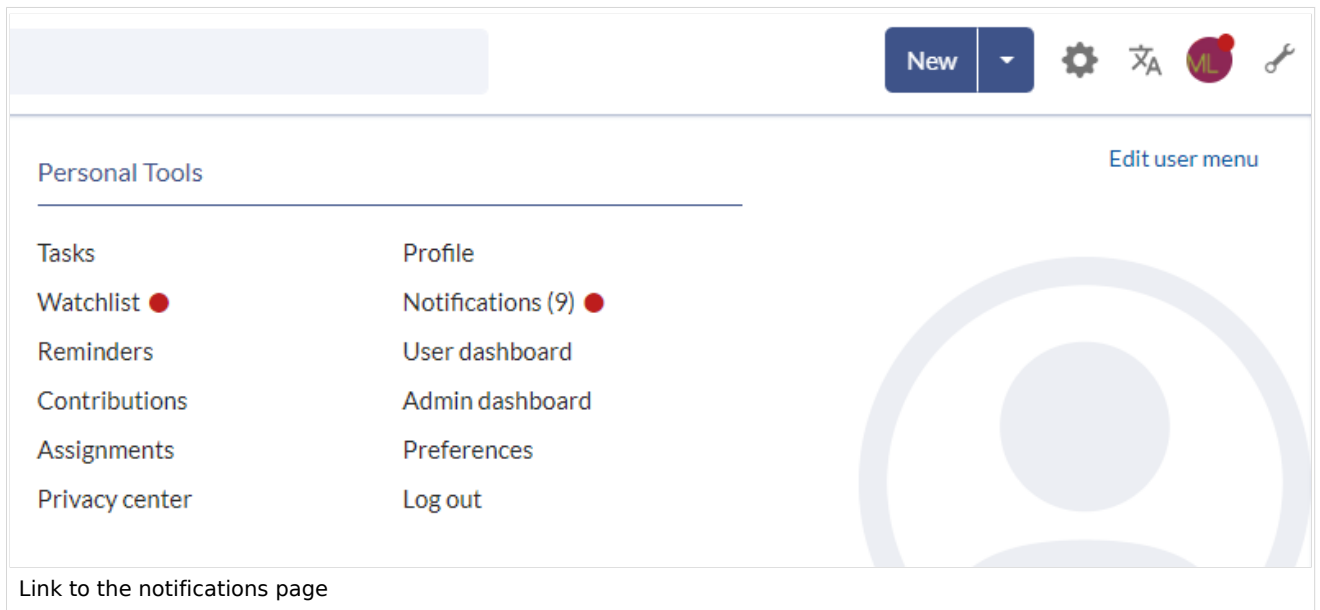 New
ML
Personal Tools
Edit user menu
Tasks
Profile
Watchlist
Notifications (9)
Reminders
User dashboard
Contributions
Admin dashboard
Assignments
Preferences
Privacy center
Log out
Link to the notifications page